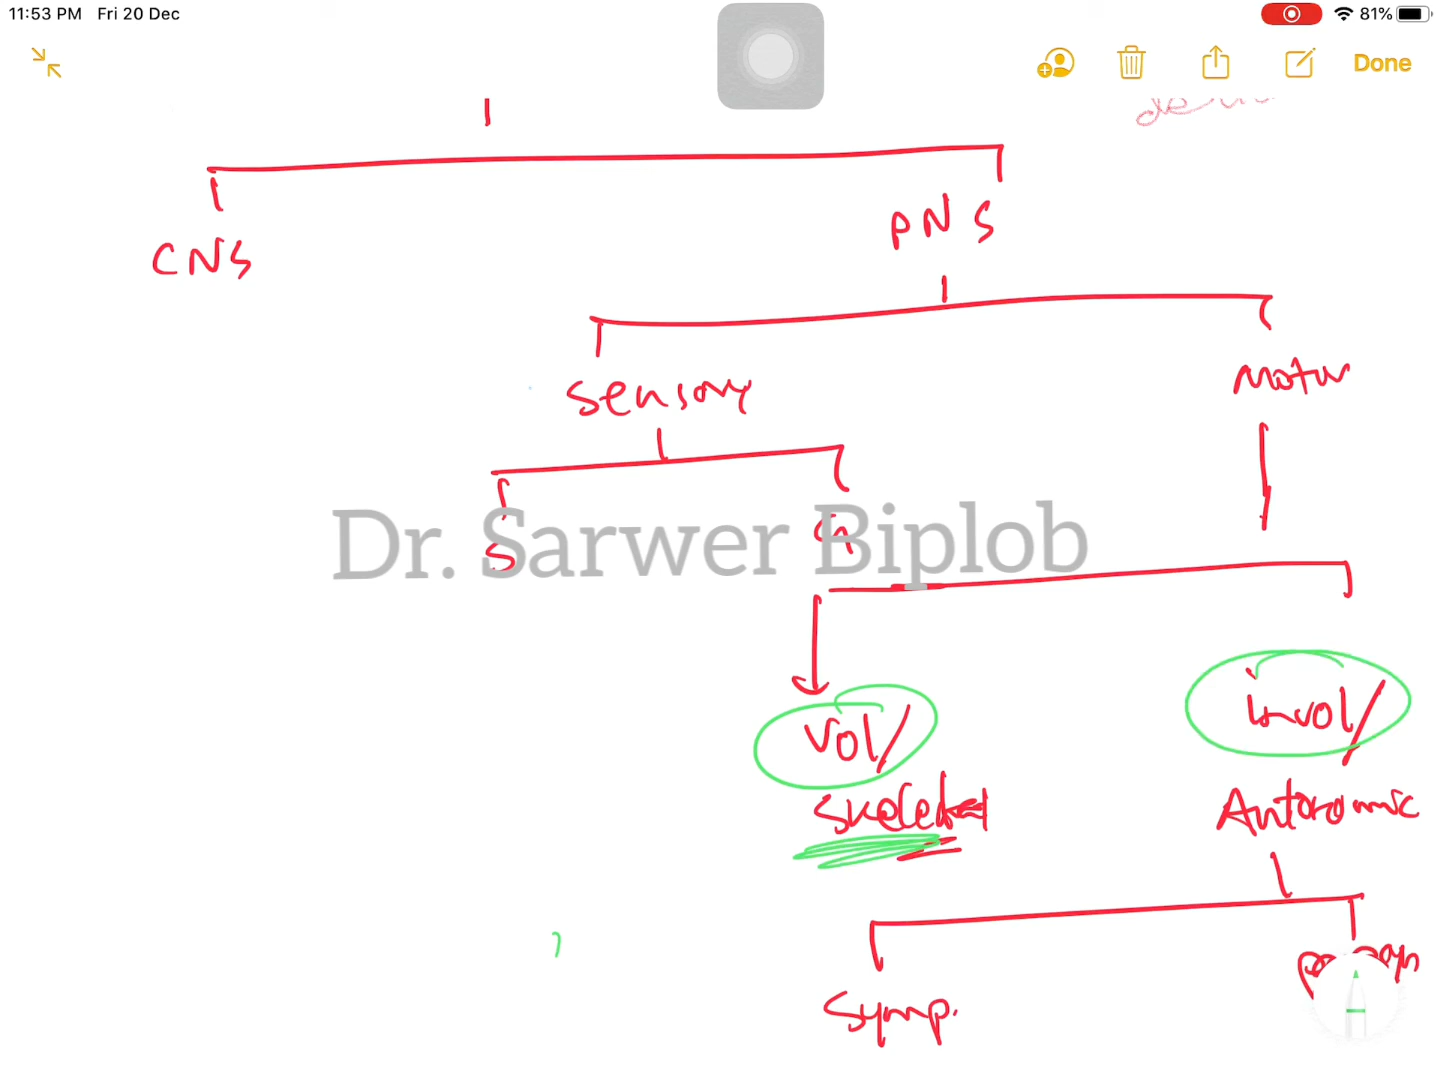 11:53 PM Fri 20 Dec
81%
Done
CNS
PNS
Sensory
Motor
S
G
Dr. Sarwer Biplob
Vol/
Skeletal
invol/
Autonomic
Symp.